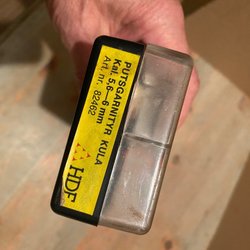 PUTSGARNITYR KULA
Kal. 5,6–6 mm
Art. nr. 82462
HDF